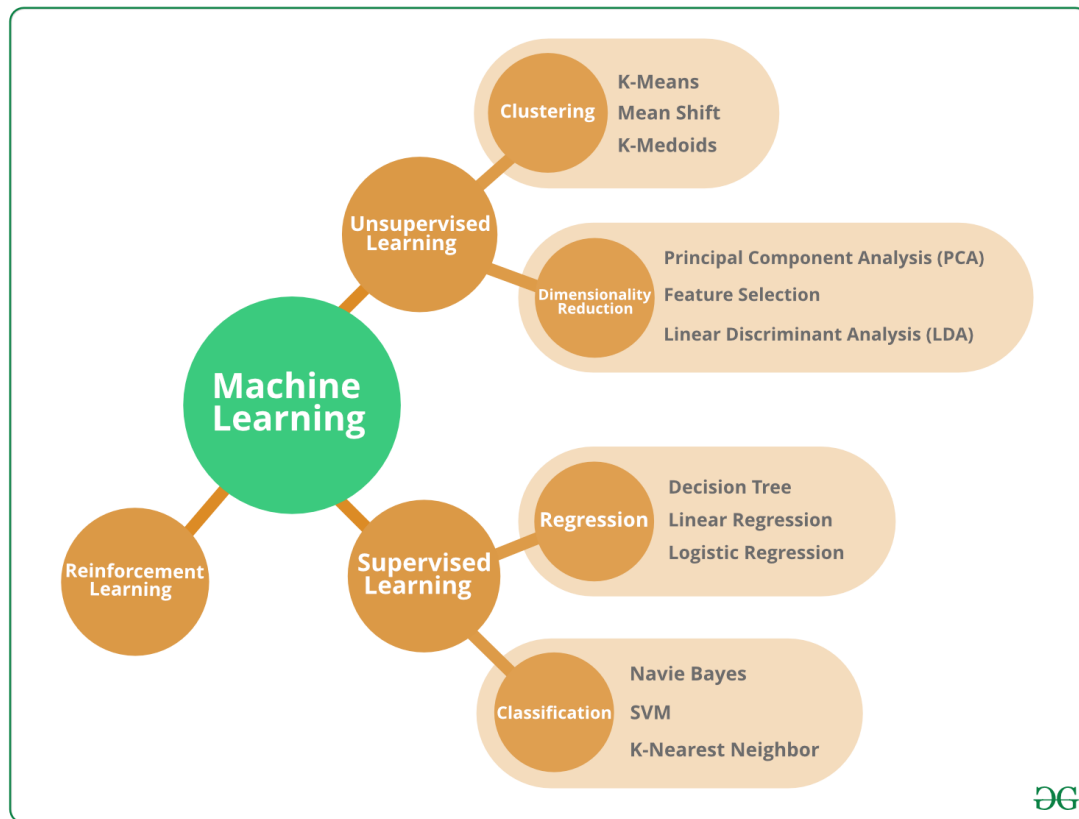 Clustering
K-Means
Mean Shift
K-Medoids
Unsupervised
Learning
Dimensionality
Reduction
Principal Component Analysis (PCA)
Feature Selection
Linear Discriminant Analysis (LDA)
Machine
Learning
Reinforcement
Learning
Supervised
Learning
Regression
Decision Tree
Linear Regression
Logistic Regression
Classification
Navie Bayes
SVM
K-Nearest Neighbor